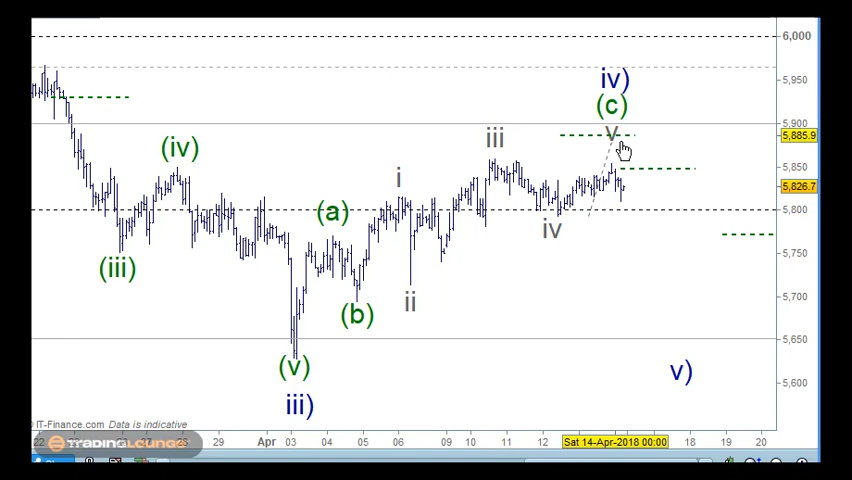 6,000
iv)
5,950
(c)
5,900
v
5,885.9
iii
(iv)
5,850
i
5,826.7
(a)
5,800
iv
5,750
(iii)
ii
5,700
(b)
5,650
(v)
v)
5,600
iii)
© IT-Finance.com Data is indicative
22 27 28 29 Apr 03 04 05 06 09 10 11 12 Sat 14-Apr-2018 00:00 18 19 20
TRADINGLOUNGE